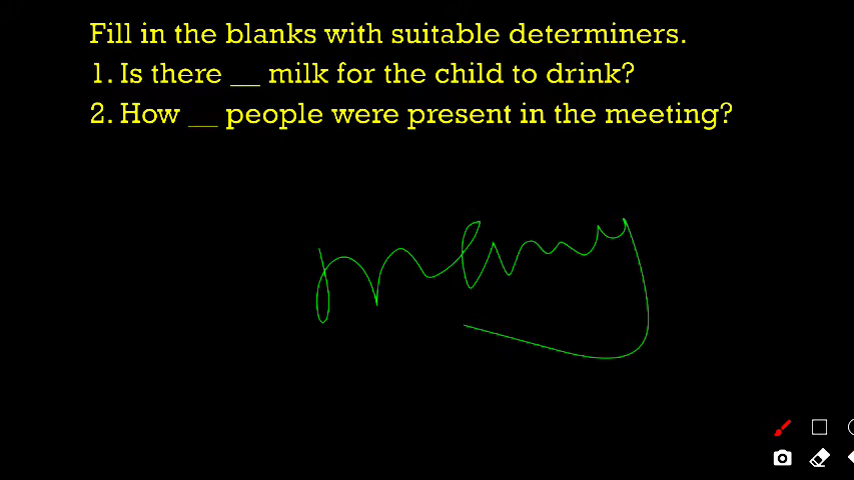 Fill in the blanks with suitable determiners.
1. Is there __ milk for the child to drink?
2. How __ people were present in the meeting?
many